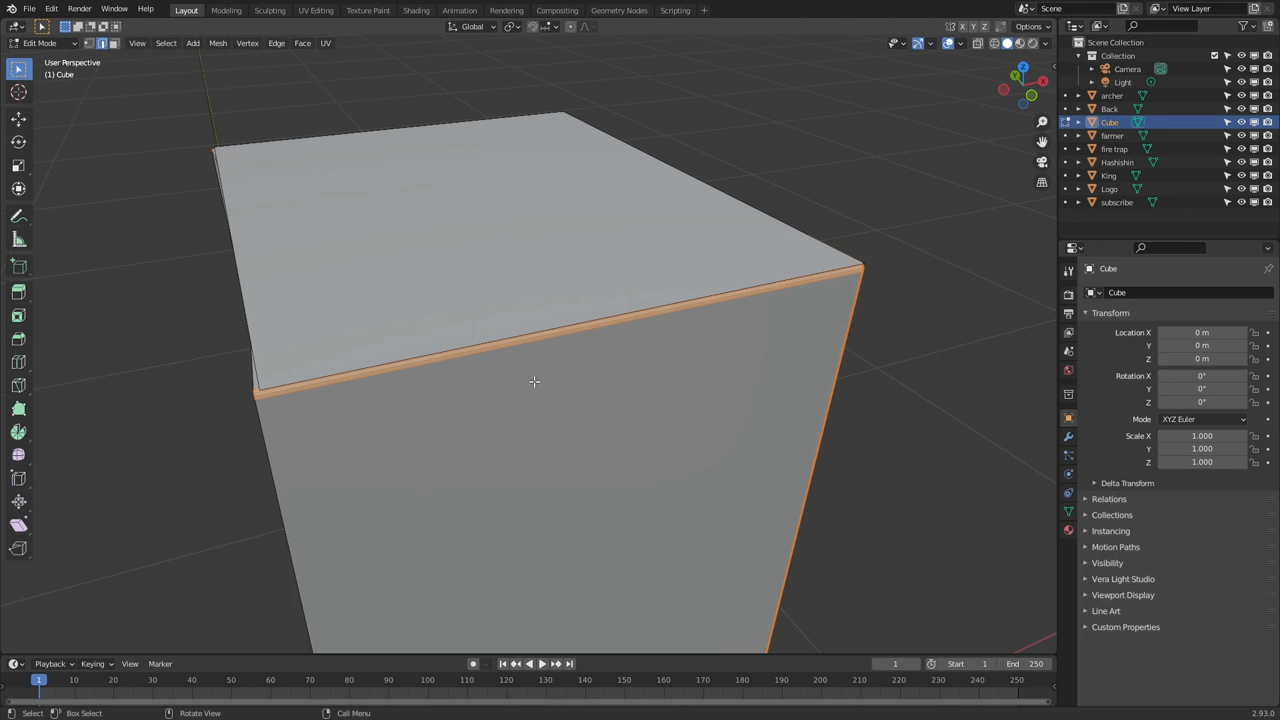 File Edit Render Window Help Layout Modeling Sculpting UV Editing Texture Paint Shading Animation Rendering Compositing Geometry Nodes Scripting + Scene View Layer
Global X Y Z Options
Edit Mode View Select Add Mesh Vertex Edge Face UV
User Perspective
(1) Cube
Z
Y
X
Scene Collection
Collection
Camera
Light
archer
Back
Cube
farmer
fire trap
Hashishin
King
Logo
subscribe
Cube
Cube
Transform
Location X 0 m
Y 0 m
Z 0 m
Rotation X 0°
Y 0°
Z 0°
Mode XYZ Euler
Scale X 1.000
Y 1.000
Z 1.000
Delta Transform
Relations
Collections
Instancing
Motion Paths
Visibility
Vera Light Studio
Viewport Display
Line Art
Custom Properties
Playback Keying View Marker 1 Start 1 End 250
1 10 20 30 40 50 60 70 80 90 100 110 120 130 140 150 160 170 180 190 200 210 220 230 240 250
Select Box Select Rotate View Call Menu 2.93.0